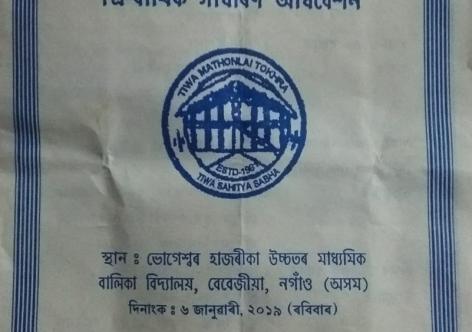 ত্ৰিবাৰ্ষিক সাধাৰণ অধিবেশন
TIWA MATHONLAI TOKHRA
ESTD-1981
TIWA SAHITYA SABHA
স্থান ঃ ভোগেশ্বৰ হাজৰীকা উচ্চতৰ মাধ্যমিক
বালিকা বিদ্যালয়, বেবেজীয়া, নগাঁও (অসম)
দিনাংক ঃ ৬ জানুৱাৰী, ২০১৯ (ৰবিবাৰ)